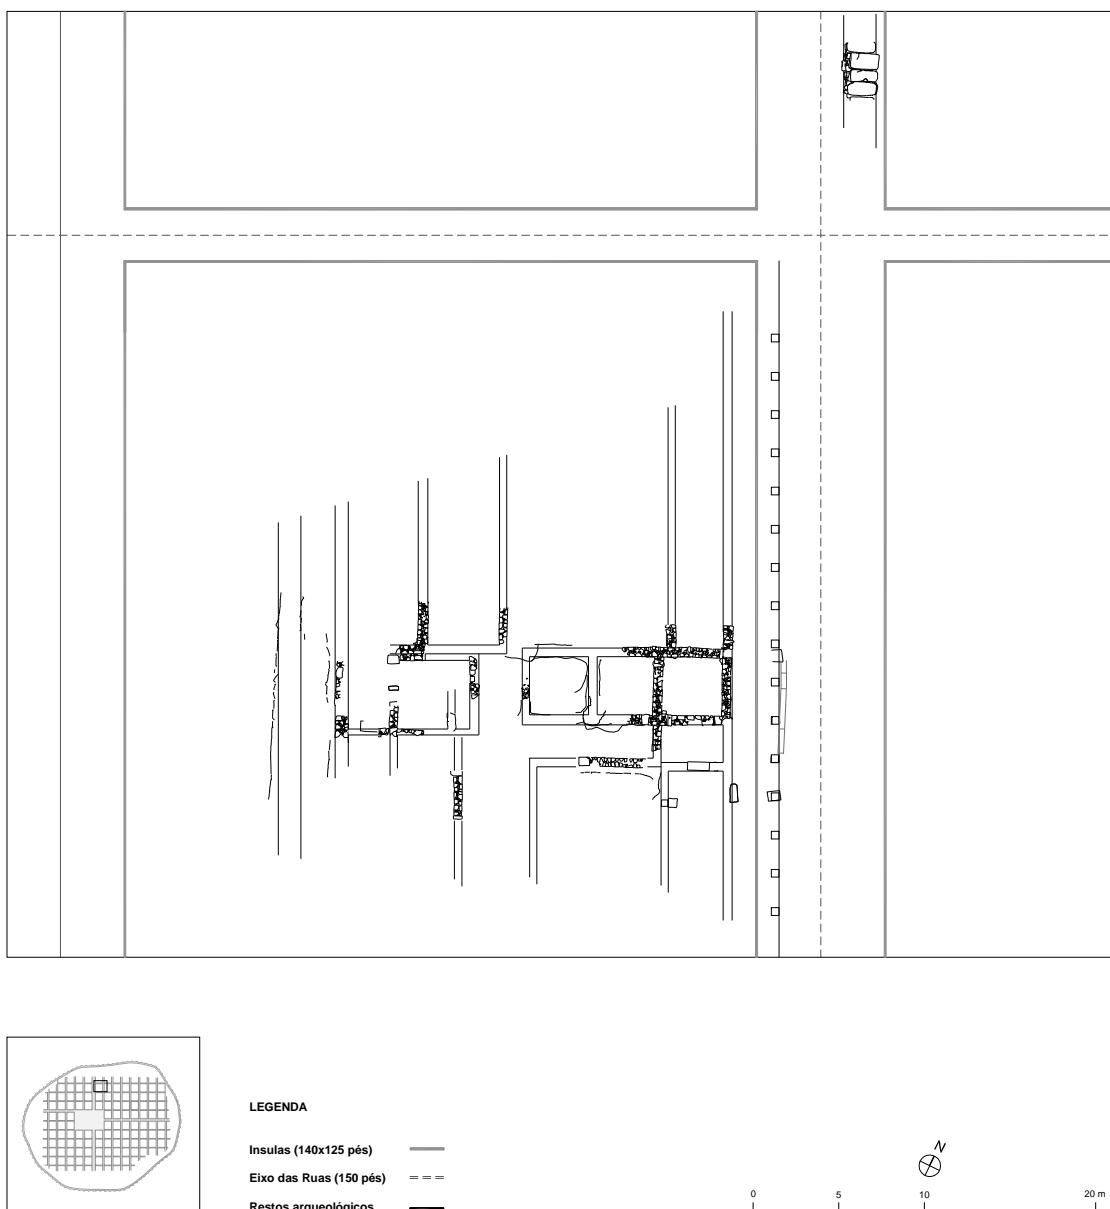 LEGENDA
N
Insulas (140x125 pés)
Eixo das Ruas (150 pés)
0 5 10 20 m
Restos arqueológicos